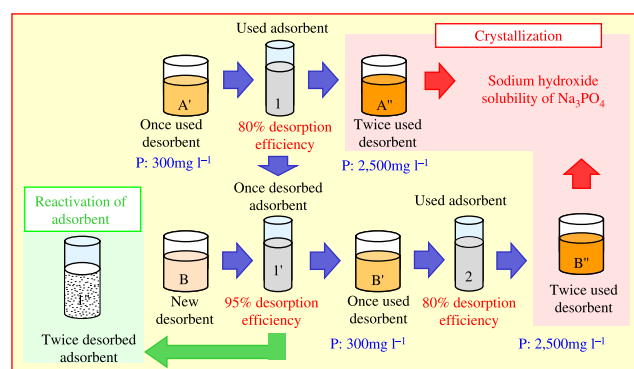 Used adsorbent
Crystallization
A'
1
A"
Sodium hydroxide
solubility of Na₃PO₄
Once used
desorbent
80% desorption
efficiency
Twice used
desorbent
P: 300mg l⁻¹
P: 2,500mg l⁻¹
Once desorbed
adsorbent
Used adsorbent
Reactivation of
adsorbent
1"
B
1'
B'
2
B"
New
desorbent
95% desorption
efficiency
Once used
desorbent
80% desorption
efficiency
Twice used
desorbent
Twice desorbed
adsorbent
P: 300mg l⁻¹
P: 2,500mg l⁻¹